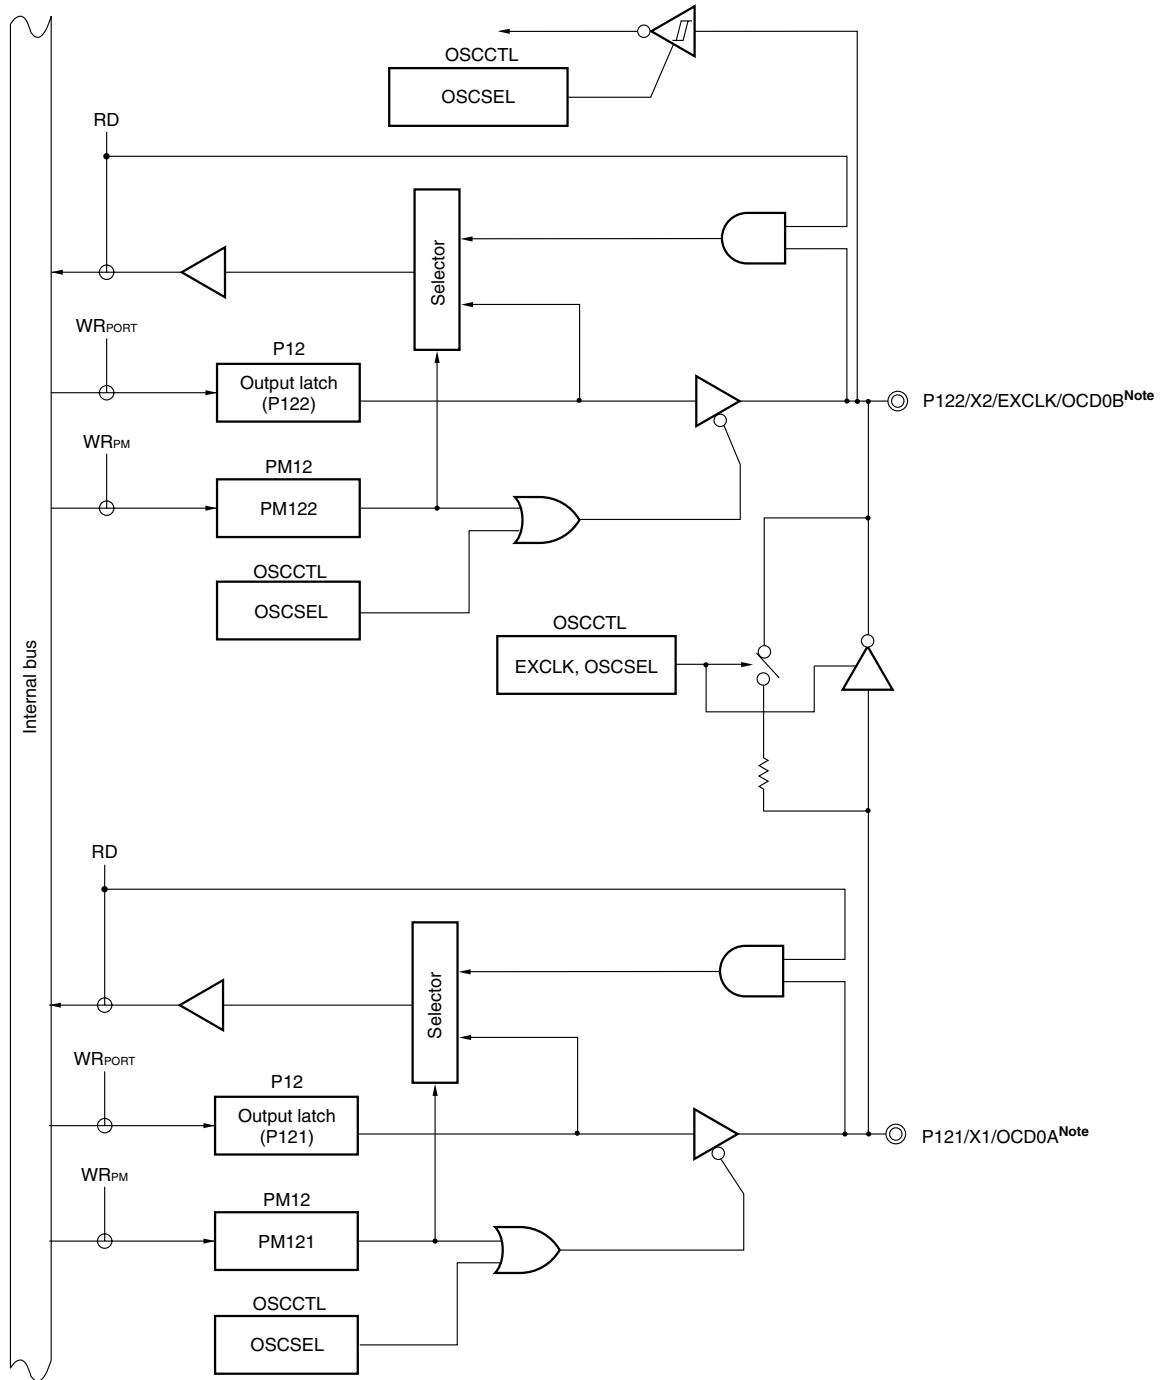 OSCCTL
OSCSEL
RD
Selector
WRPORT
P12
Output latch
(P122)
P122/X2/EXCLK/OCD0BNote
WRPM
PM12
PM122
OSCCTL
OSCSEL
OSCCTL
EXCLK, OSCSEL
Internal bus
RD
Selector
WRPORT
P12
Output latch
(P121)
P121/X1/OCD0ANote
WRPM
PM12
PM121
OSCCTL
OSCSEL